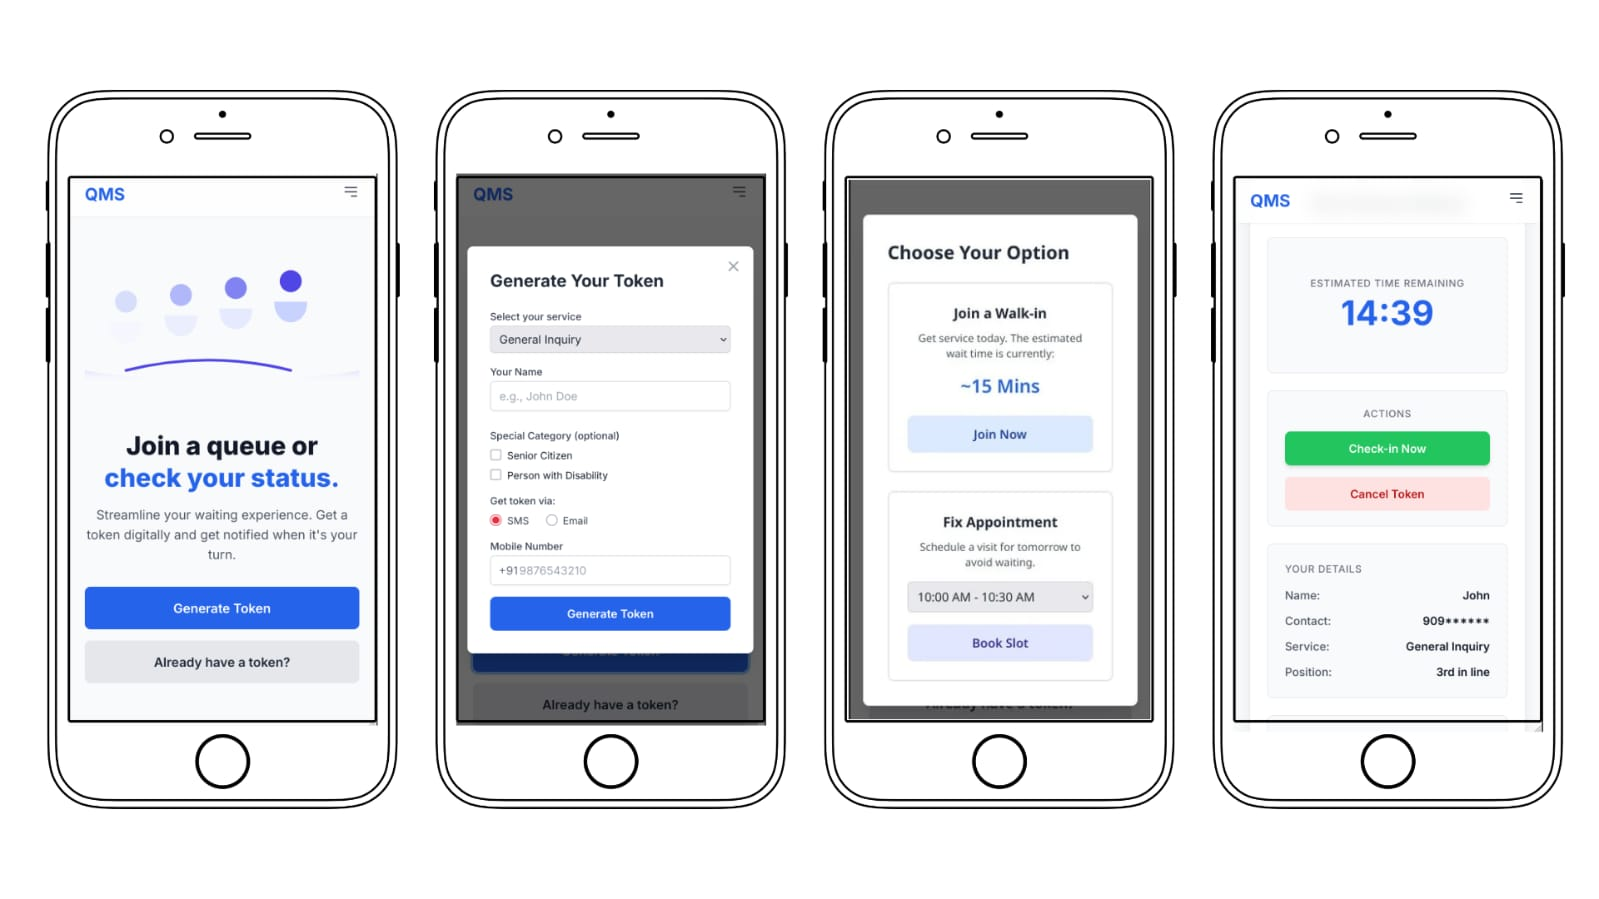 QMS
Join a queue or
check your status.
Streamline your waiting experience. Get a
token digitally and get notified when it's your
turn.
Generate Token
Already have a token?
QMS
Generate Your Token
Select your service
General Inquiry
Your Name
e.g., John Doe
Special Category (optional)
Senior Citizen
Person with Disability
Get token via:
SMS
Email
Mobile Number
+919876543210
Generate Token
Generate Token
Already have a token?
Choose Your Option
Join a Walk-in
Get service today. The estimated
wait time is currently:
~15 Mins
Join Now
Fix Appointment
Schedule a visit for tomorrow to
avoid waiting.
10:00 AM - 10:30 AM
Book Slot
Already have a token?
QMS
ESTIMATED TIME REMAINING
14:39
ACTIONS
Check-in Now
Cancel Token
YOUR DETAILS
Name: John
Contact: 909******
Service: General Inquiry
Position: 3rd in line